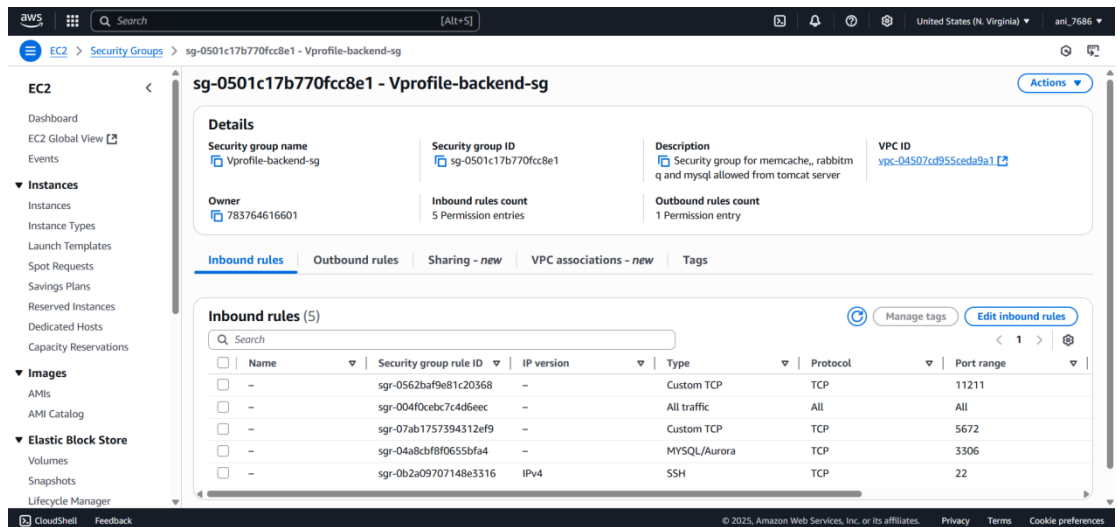 aws
Search
[Alt+S]
United States (N. Virginia)
ani_7686
EC2 > Security Groups > sg-0501c17b770fcc8e1 - Vprofile-backend-sg
EC2
Dashboard
EC2 Global View
Events
Instances
Instances
Instance Types
Launch Templates
Spot Requests
Savings Plans
Reserved Instances
Dedicated Hosts
Capacity Reservations
Images
AMIs
AMI Catalog
Elastic Block Store
Volumes
Snapshots
Lifecycle Manager
sg-0501c17b770fcc8e1 - Vprofile-backend-sg
Actions
Details
Security group name
Vprofile-backend-sg
Security group ID
sg-0501c17b770fcc8e1
Description
Security group for memcache,, rabbitm
q and mysql allowed from tomcat server
VPC ID
vpc-04507cd955ceda9a1
Owner
783764616601
Inbound rules count
5 Permission entries
Outbound rules count
1 Permission entry
Inbound rules
Outbound rules
Sharing - new
VPC associations - new
Tags
Inbound rules (5)
Manage tags
Edit inbound rules
Search
< 1 >
Name Security group rule ID IP version Type Protocol Port range
– sgr-0562baf9e81c20368 – Custom TCP TCP 11211
– sgr-004f0cebc7c4d6eec – All traffic All All
– sgr-07ab1757394312ef9 – Custom TCP TCP 5672
– sgr-04a8cbf8f0655bfa4 – MYSQL/Aurora TCP 3306
– sgr-0b2a09707148e3316 IPv4 SSH TCP 22
CloudShell Feedback
© 2025, Amazon Web Services, Inc. or its affiliates. Privacy Terms Cookie preferences